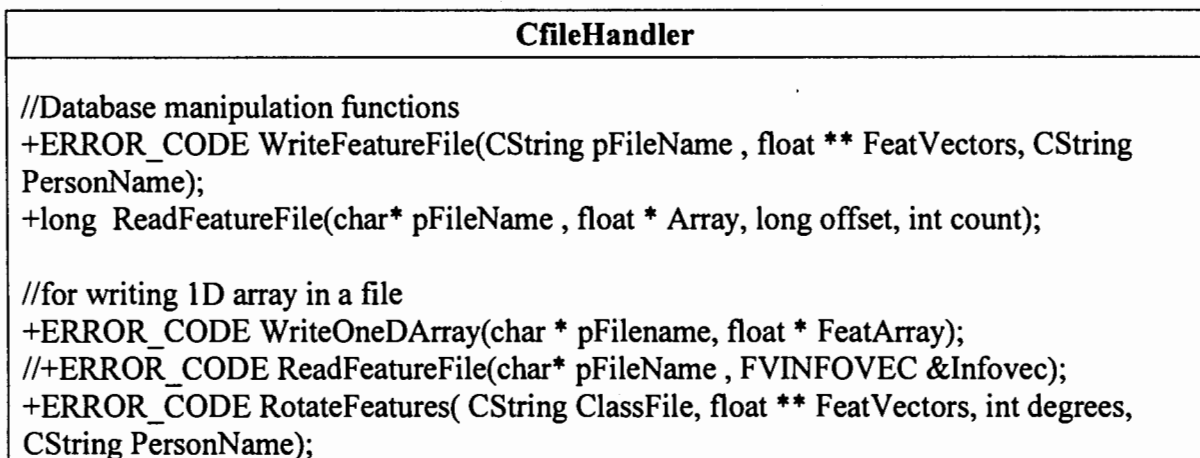 CfileHandler
//Database manipulation functions
+ERROR_CODE WriteFeatureFile(CString pFileName , float ** FeatVectors, CString
PersonName);
+long ReadFeatureFile(char* pFileName , float * Array, long offset, int count);
//for writing 1D array in a file
+ERROR_CODE WriteOneDArray(char * pFilename, float * FeatArray);
//+ERROR_CODE ReadFeatureFile(char* pFileName , FVINFOVEC &Infovec);
+ERROR_CODE RotateFeatures( CString ClassFile, float ** FeatVectors, int degrees,
CString PersonName);